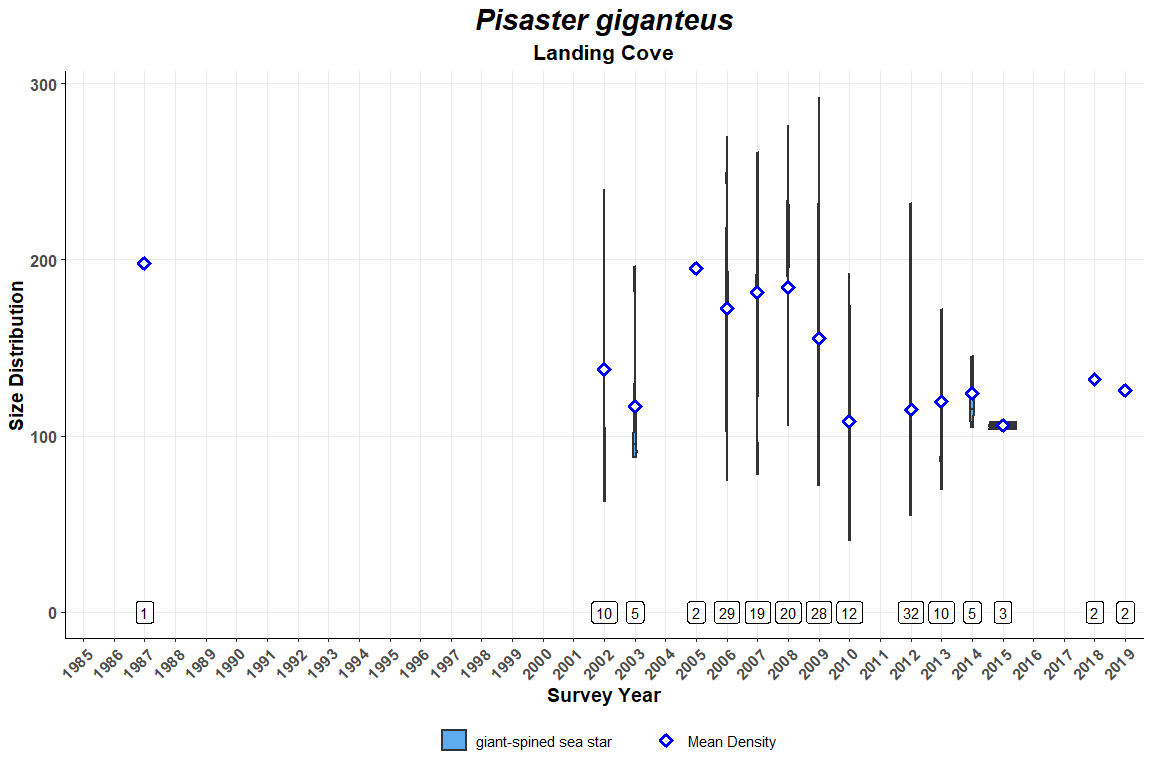 Pisaster giganteus
Landing Cove
Size Distribution
300
200
100
0
1 10 5 2 29 19 20 28 12 32 10 5 3 2 2
1985 1986 1987 1988 1989 1990 1991 1992 1993 1994 1995 1996 1997 1998 1999 2000 2001 2002 2003 2004 2005 2006 2007 2008 2009 2010 2011 2012 2013 2014 2015 2016 2017 2018 2019
Survey Year
giant-spined sea star Mean Density